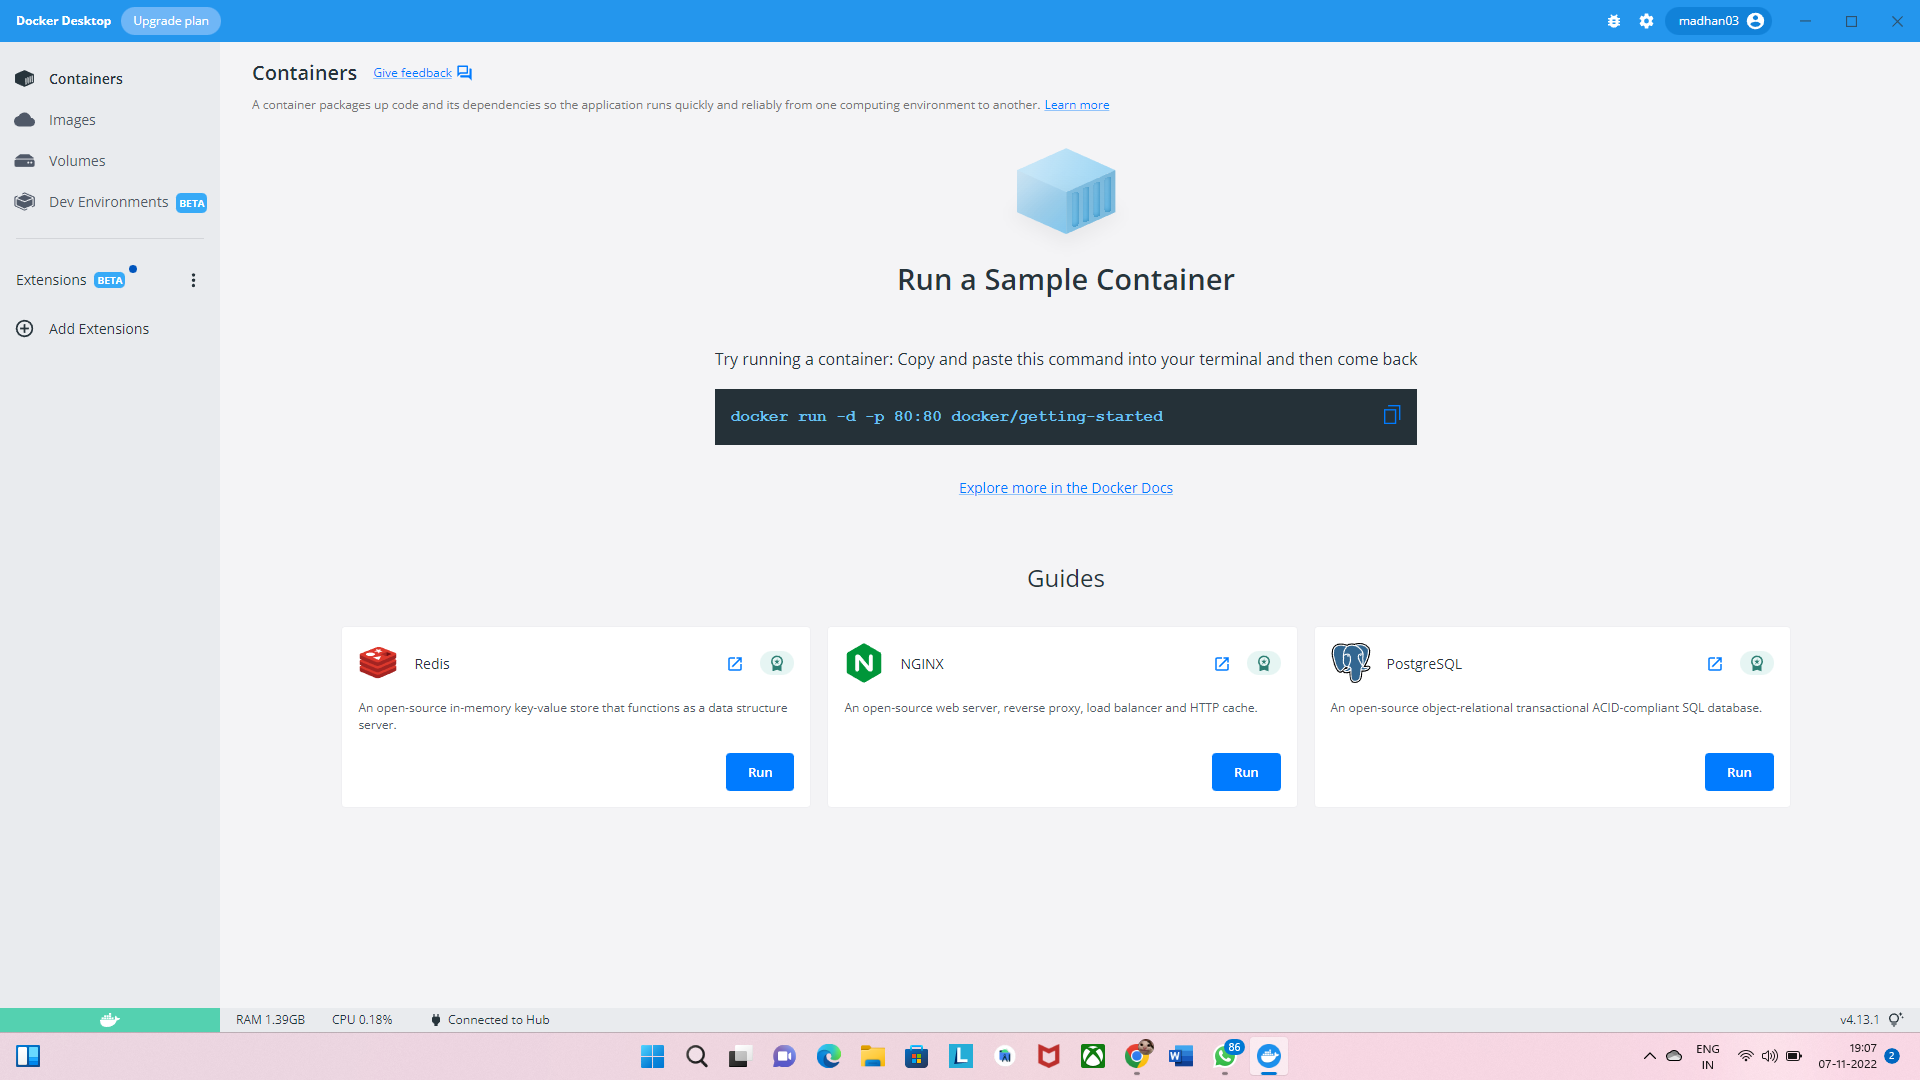 Docker Desktop Upgrade plan madhan03
Containers
Images
Volumes
Dev Environments BETA
Extensions BETA
Add Extensions
Containers Give feedback
A container packages up code and its dependencies so the application runs quickly and reliably from one computing environment to another. Learn more
Run a Sample Container
Try running a container: Copy and paste this command into your terminal and then come back
docker run -d -p 80:80 docker/getting-started
Explore more in the Docker Docs
Guides
Redis
An open-source in-memory key-value store that functions as a data structure
server.
Run
NGINX
An open-source web server, reverse proxy, load balancer and HTTP cache.
Run
PostgreSQL
An open-source object-relational transactional ACID-compliant SQL database.
Run
RAM 1.39GB CPU 0.18% Connected to Hub v4.13.1
L
W
86
ENG
IN
19:07
07-11-2022
2